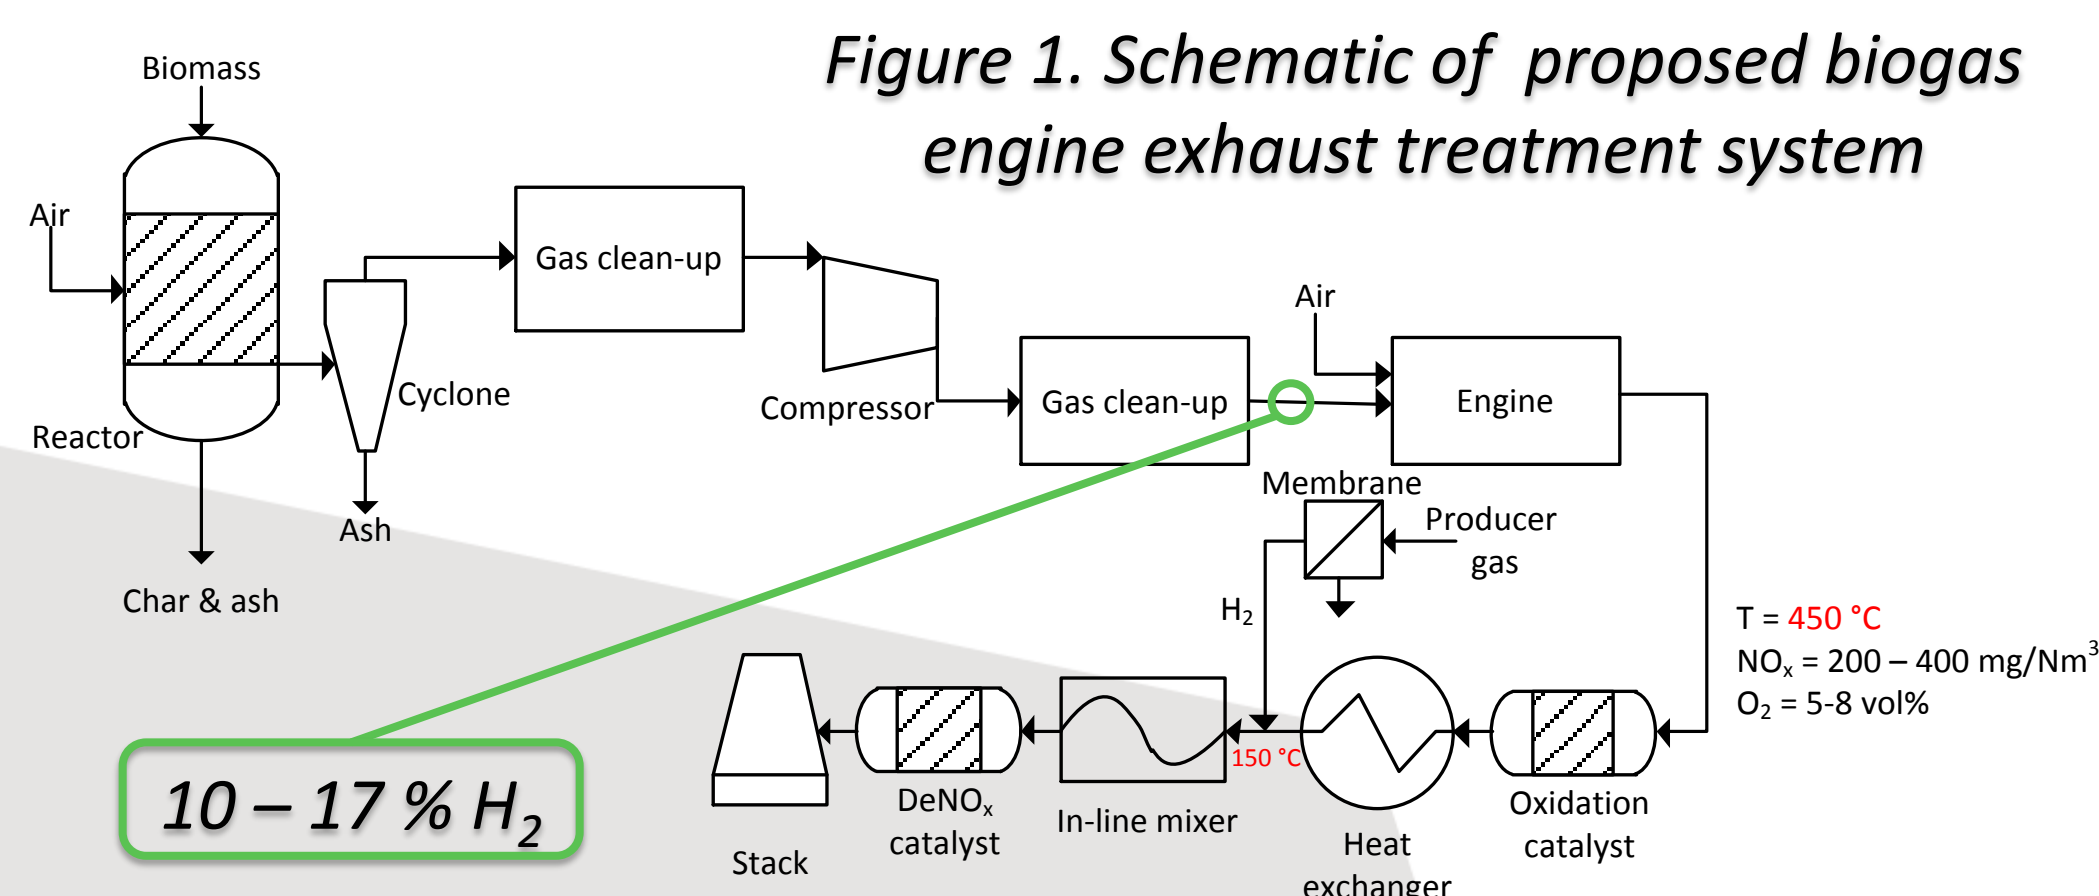 Figure 1. Schematic of proposed biogas
engine exhaust treatment system
Biomass
Air
Gas clean-up
Air
Cyclone
Compressor
Gas clean-up
Engine
Reactor
Membrane
Producer
gas
Ash
Char & ash
H₂
T = 450 °C
NOₓ = 200 – 400 mg/Nm³
O₂ = 5-8 vol%
150 °C
10 – 17 % H₂
DeNOₓ
catalyst
In-line mixer
Oxidation
catalyst
Stack
Heat
exchanger